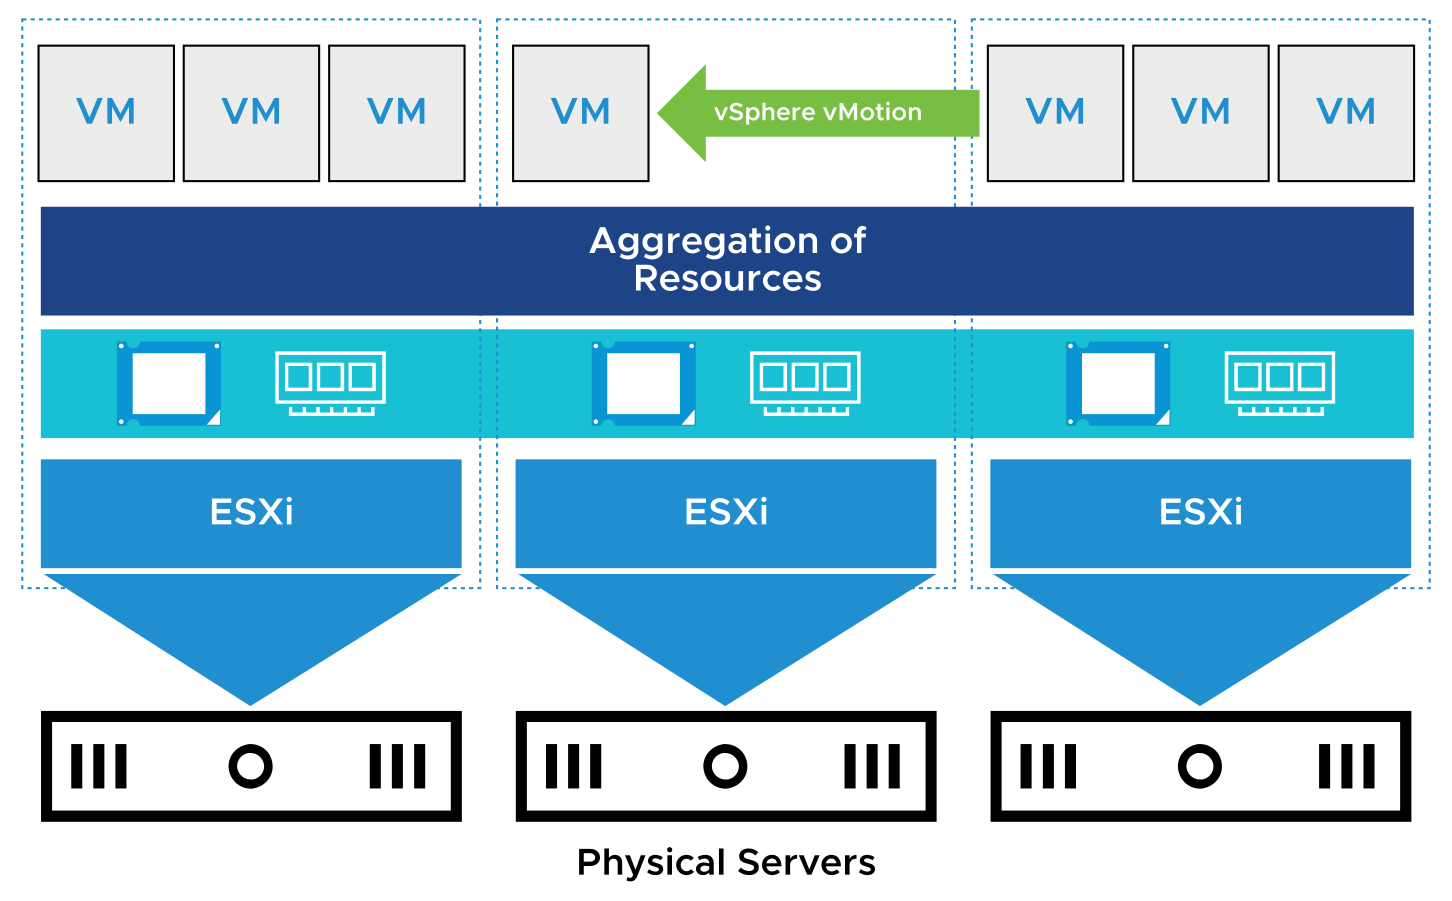 VM
VM
VM
VM
vSphere vMotion
VM
VM
VM
Aggregation of
Resources
ESXi
ESXi
ESXi
Physical Servers